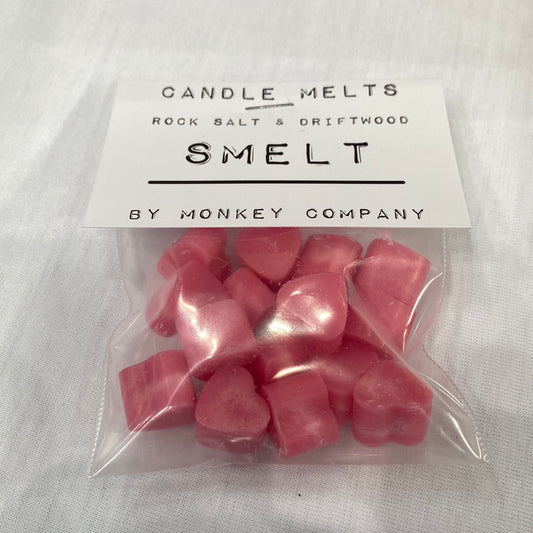 CANDLE MELTS
ROCK SALT & DRIFTWOOD
SMELT
BY MONKEY COMPANY